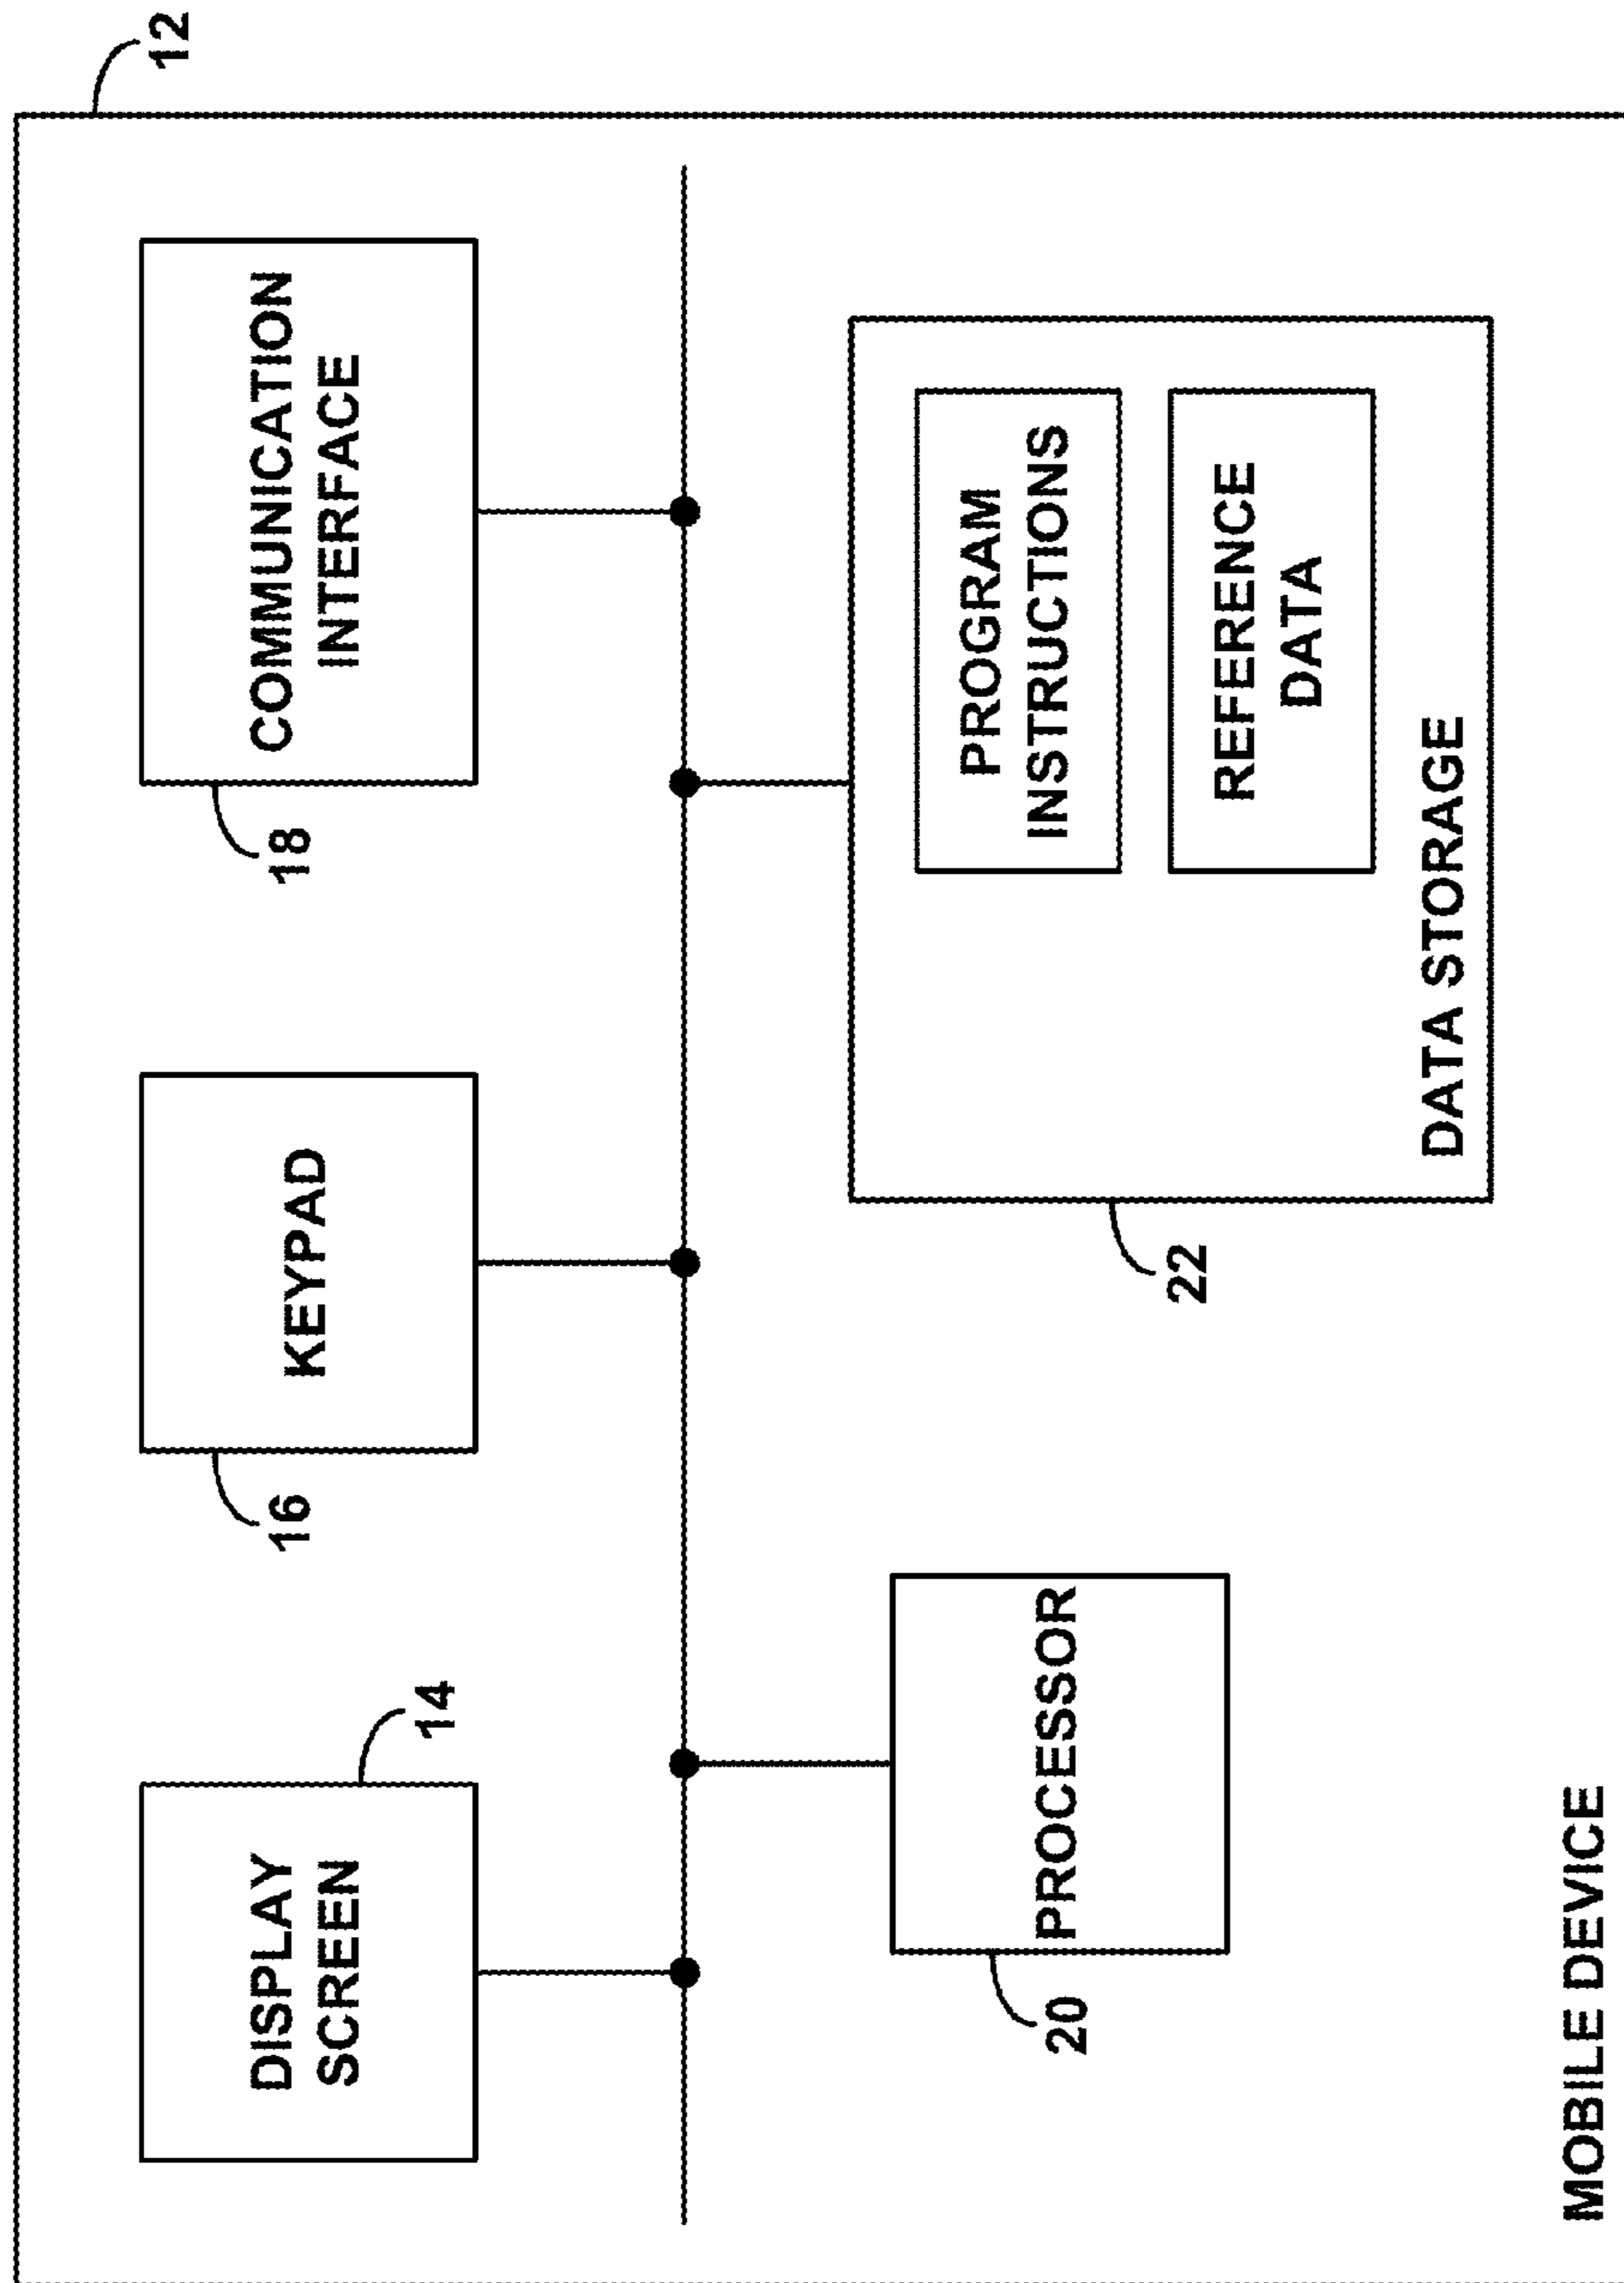 12
DISPLAY
SCREEN
14
KEYPAD
16
COMMUNICATION
INTERFACE
18
PROCESSOR
20
PROGRAM
INSTRUCTIONS
REFERENCE
DATA
DATA STORAGE
22
MOBILE DEVICE